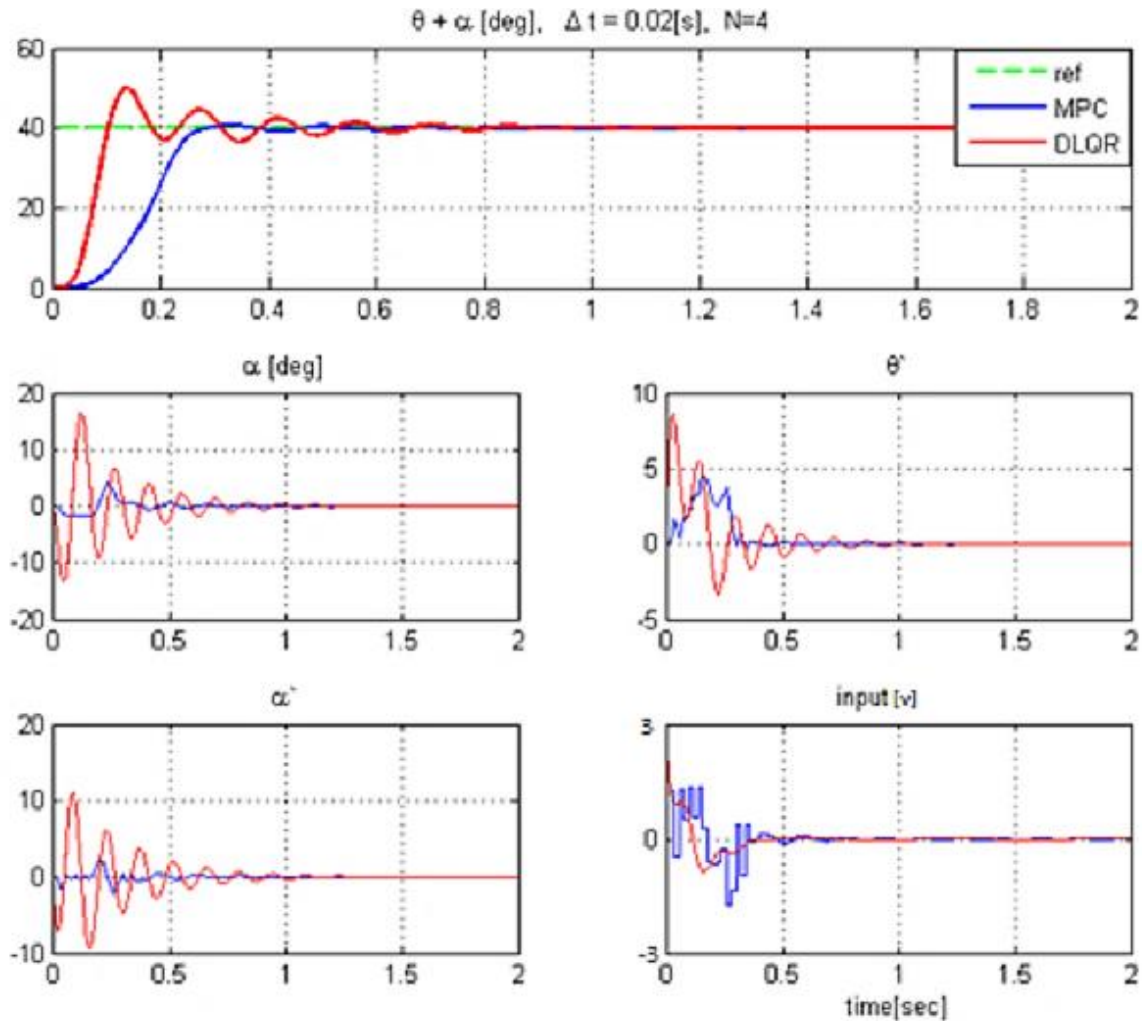 θ + α [deg], Δ t = 0.02[s], N=4
60
40
20
0
ref
MPC
DLQR
0 0.2 0.4 0.6 0.8 1 1.2 1.4 1.6 1.8 2
α [deg]
20
10
0
-10
-20
0 0.5 1 1.5 2
θ`
10
5
0
-5
0 0.5 1 1.5 2
α`
20
10
0
-10
0 0.5 1 1.5 2
input [v]
3
0
-3
0 0.5 1 1.5 2
time[sec]